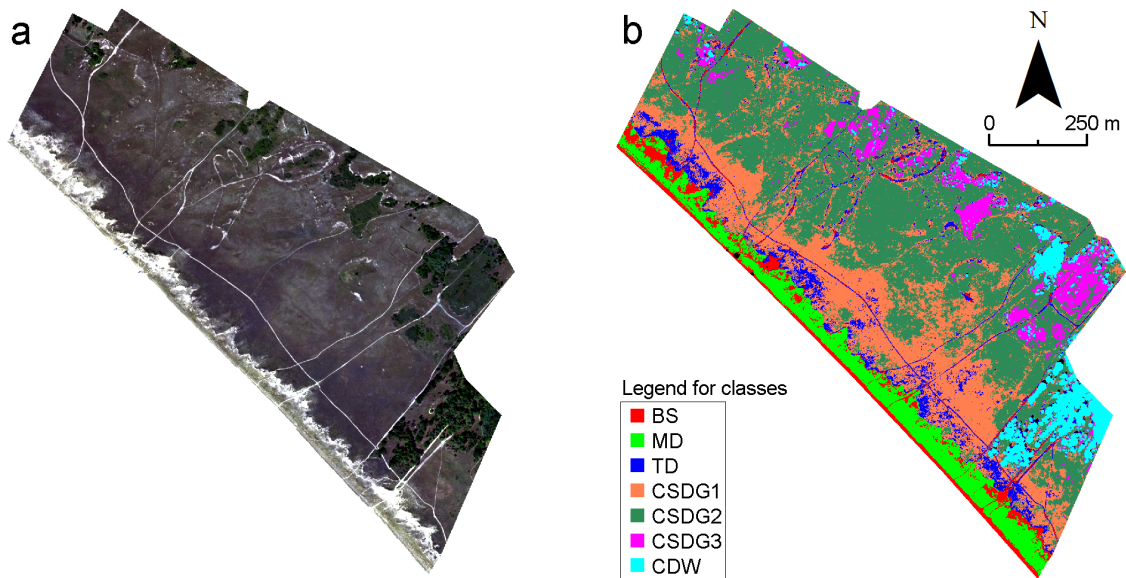 a
b
N
0 250 m
Legend for classes
BS
MD
TD
CSDG1
CSDG2
CSDG3
CDW